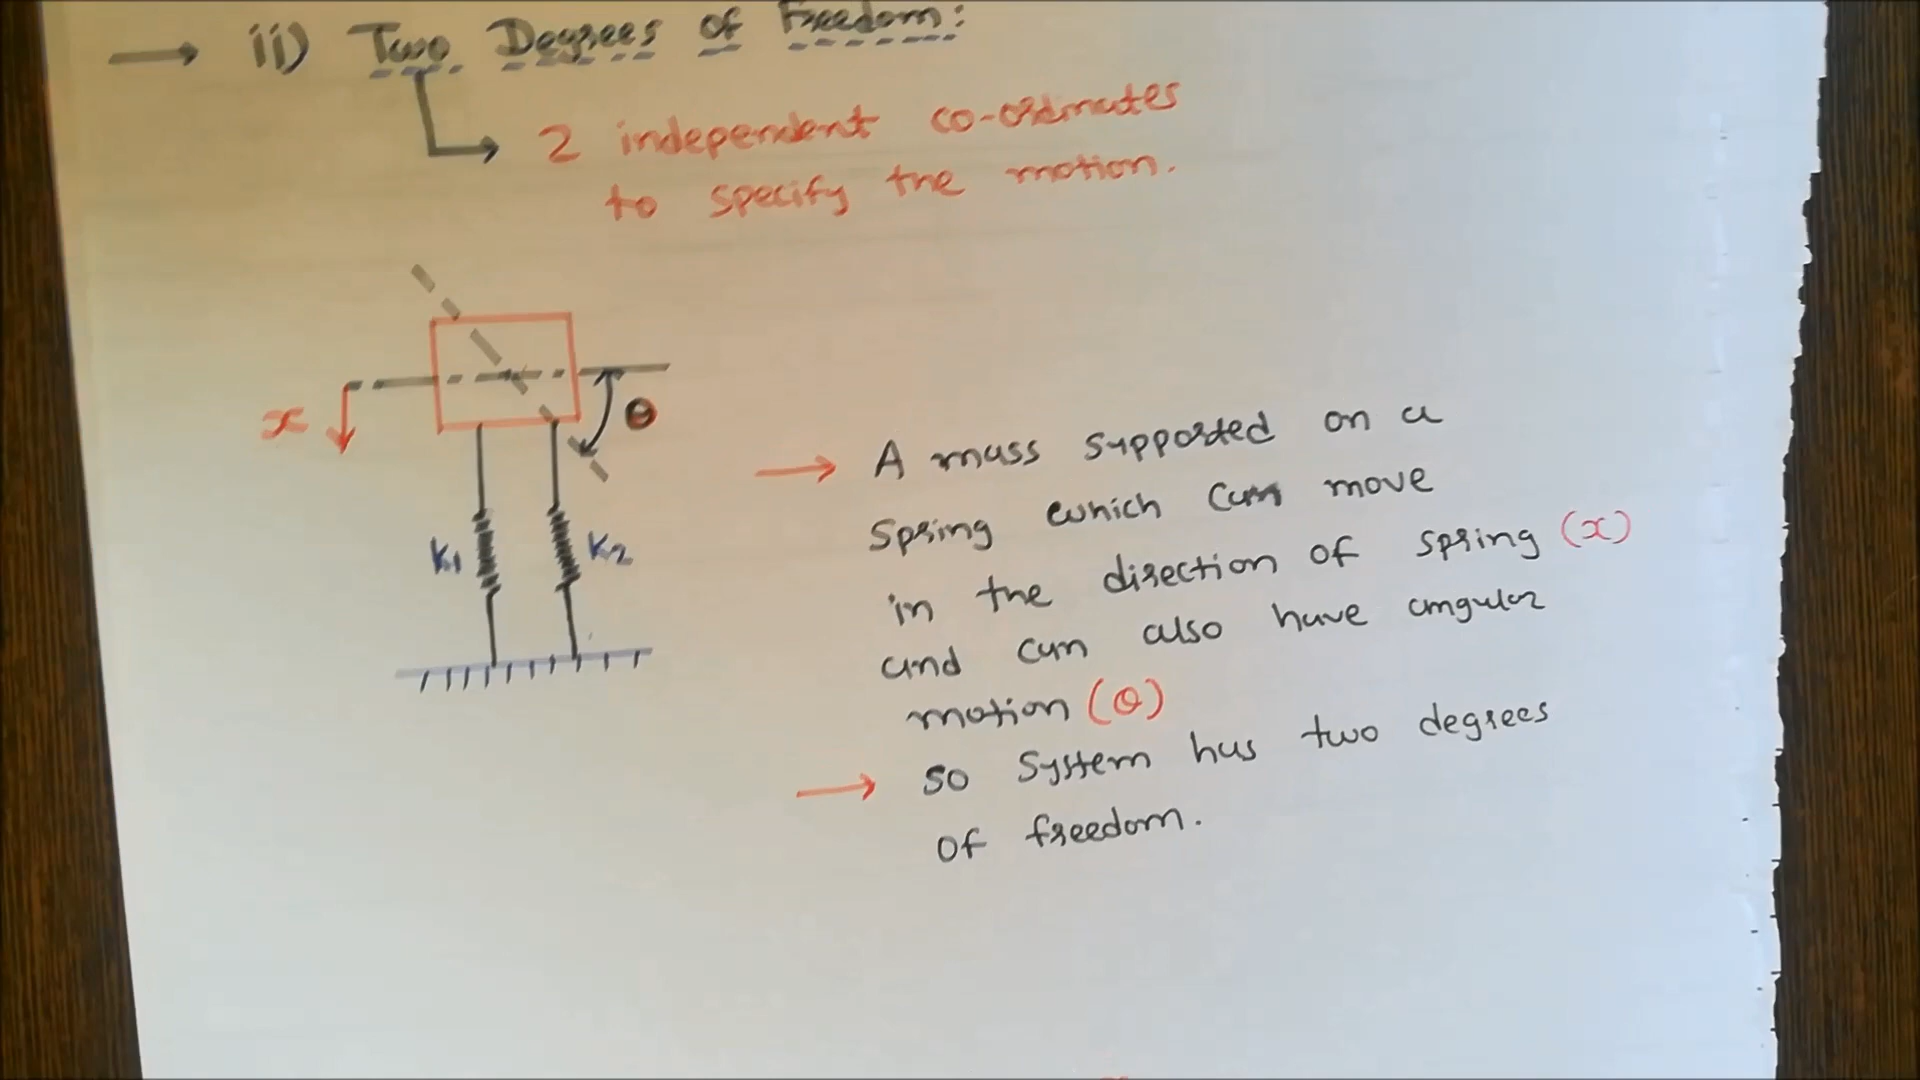 → ii) Two Degrees of Freedom:
→ 2 independent co-ordinates
to specify the motion.
x
θ
K1
K2
→ A mass supported on a
spring which can move
in the direction of spring (x)
and can also have angular
motion (θ)
→ so system has two degrees
of freedom.